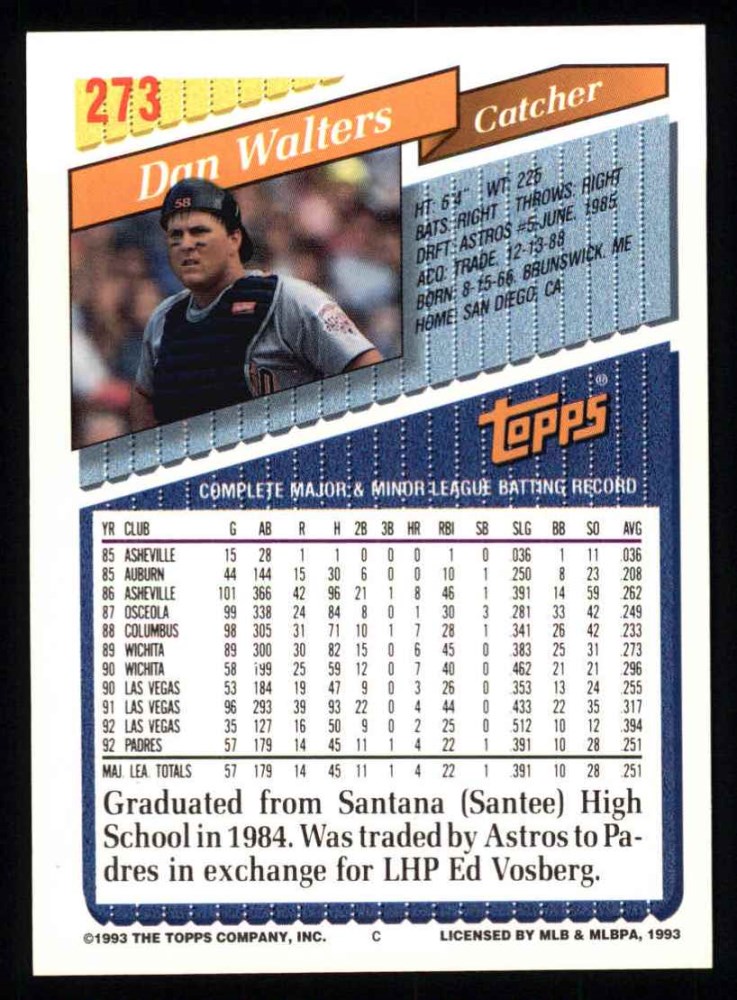 273
Dan Walters
Catcher
58
HT: 6'4" WT: 225
BATS: RIGHT THROWS: RIGHT
DRFT: ASTROS #5-JUNE, 1985
ACQ: TRADE, 12-13-88
BORN: 8-15-66, BRUNSWICK, ME
HOME: SAN DIEGO, CA
topps®
COMPLETE MAJOR & MINOR LEAGUE BATTING RECORD
YR CLUB G AB R H 2B 3B HR RBI SB SLG BB SO AVG
85 ASHEVILLE 15 28 1 1 0 0 0 1 0 .036 1 11 .036
85 AUBURN 44 144 15 30 6 0 0 10 1 .250 8 23 .208
86 ASHEVILLE 101 366 42 96 21 1 8 46 1 .391 14 59 .262
87 OSCEOLA 99 338 24 84 8 0 1 30 3 .281 33 42 .249
88 COLUMBUS 98 305 31 71 10 1 7 28 1 .341 26 42 .233
89 WICHITA 89 300 30 82 15 0 6 45 0 .383 25 31 .273
90 WICHITA 58 199 25 59 12 0 7 40 0 .462 21 21 .296
90 LAS VEGAS 53 184 19 47 9 0 3 26 0 .353 13 24 .255
91 LAS VEGAS 96 293 39 93 22 0 4 44 0 .433 22 35 .317
92 LAS VEGAS 35 127 16 50 9 0 2 25 0 .512 10 12 .394
92 PADRES 57 179 14 45 11 1 4 22 1 .391 10 28 .251
MAJ. LEA. TOTALS 57 179 14 45 11 1 4 22 1 .391 10 28 .251
Graduated from Santana (Santee) High
School in 1984. Was traded by Astros to Pa-
dres in exchange for LHP Ed Vosberg.
©1993 THE TOPPS COMPANY, INC. C LICENSED BY MLB & MLBPA, 1993